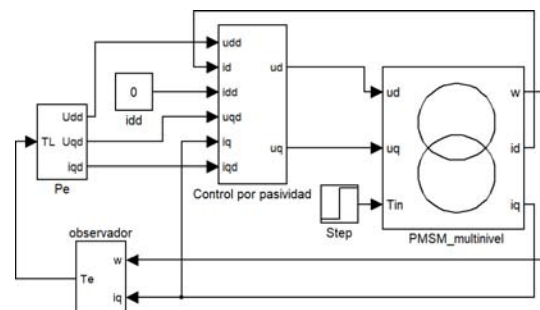 udd
id
idd
uqd
iq
iqd
ud
uq
Control por pasividad
0
idd
Udd
TL
Uqd
iqd
Pe
ud
uq
Tin
w
id
iq
PMSM_multinivel
Step
observador
w
Te
iq